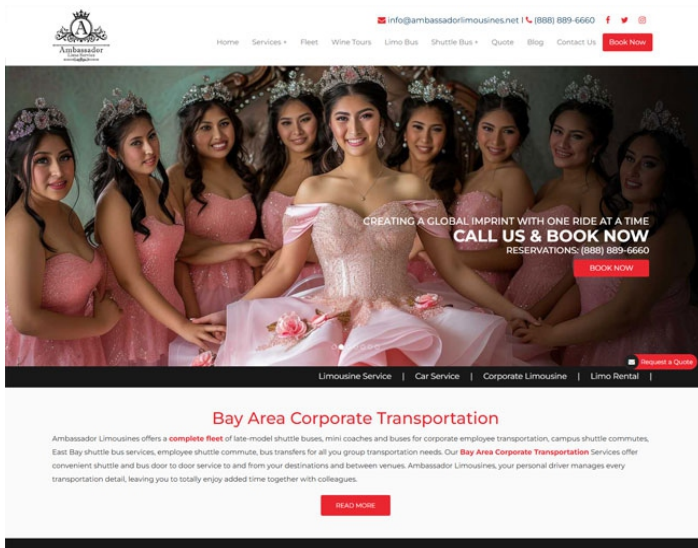 info@ambassadorlimousines.net | (888) 889-6660
A
Ambassador
Limo Service
Home Services + Fleet Wine Tours Limo Bus Shuttle Bus + Quote Blog Contact Us Book Now
CREATING A GLOBAL IMPRINT WITH ONE RIDE AT A TIME
CALL US & BOOK NOW
RESERVATIONS: (888) 889-6660
BOOK NOW
Request a Quote
Limousine Service | Car Service | Corporate Limousine | Limo Rental |
Bay Area Corporate Transportation
Ambassador Limousines offers a complete fleet of late-model shuttle buses, mini coaches and buses for corporate employee transportation, campus shuttle commutes,
East Bay shuttle bus services, employee shuttle commute, bus transfers for all you group transportation needs. Our Bay Area Corporate Transportation Services offer
convenient shuttle and bus door to door service to and from your destinations and between venues. Ambassador Limousines, your personal driver manages every
transportation detail, leaving you to totally enjoy added time together with colleagues.
READ MORE